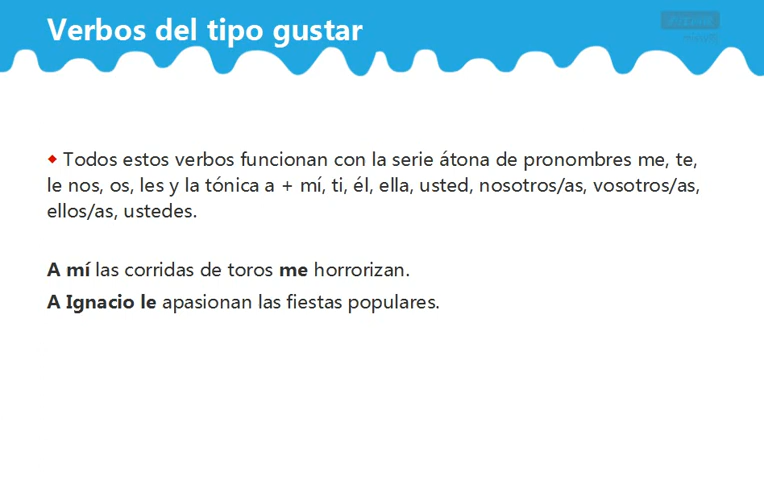 Verbos del tipo gustar
◆ Todos estos verbos funcionan con la serie átona de pronombres me, te,
le nos, os, les y la tónica a + mí, ti, él, ella, usted, nosotros/as, vosotros/as,
ellos/as, ustedes.
A mí las corridas de toros me horrorizan.
A Ignacio le apasionan las fiestas populares.